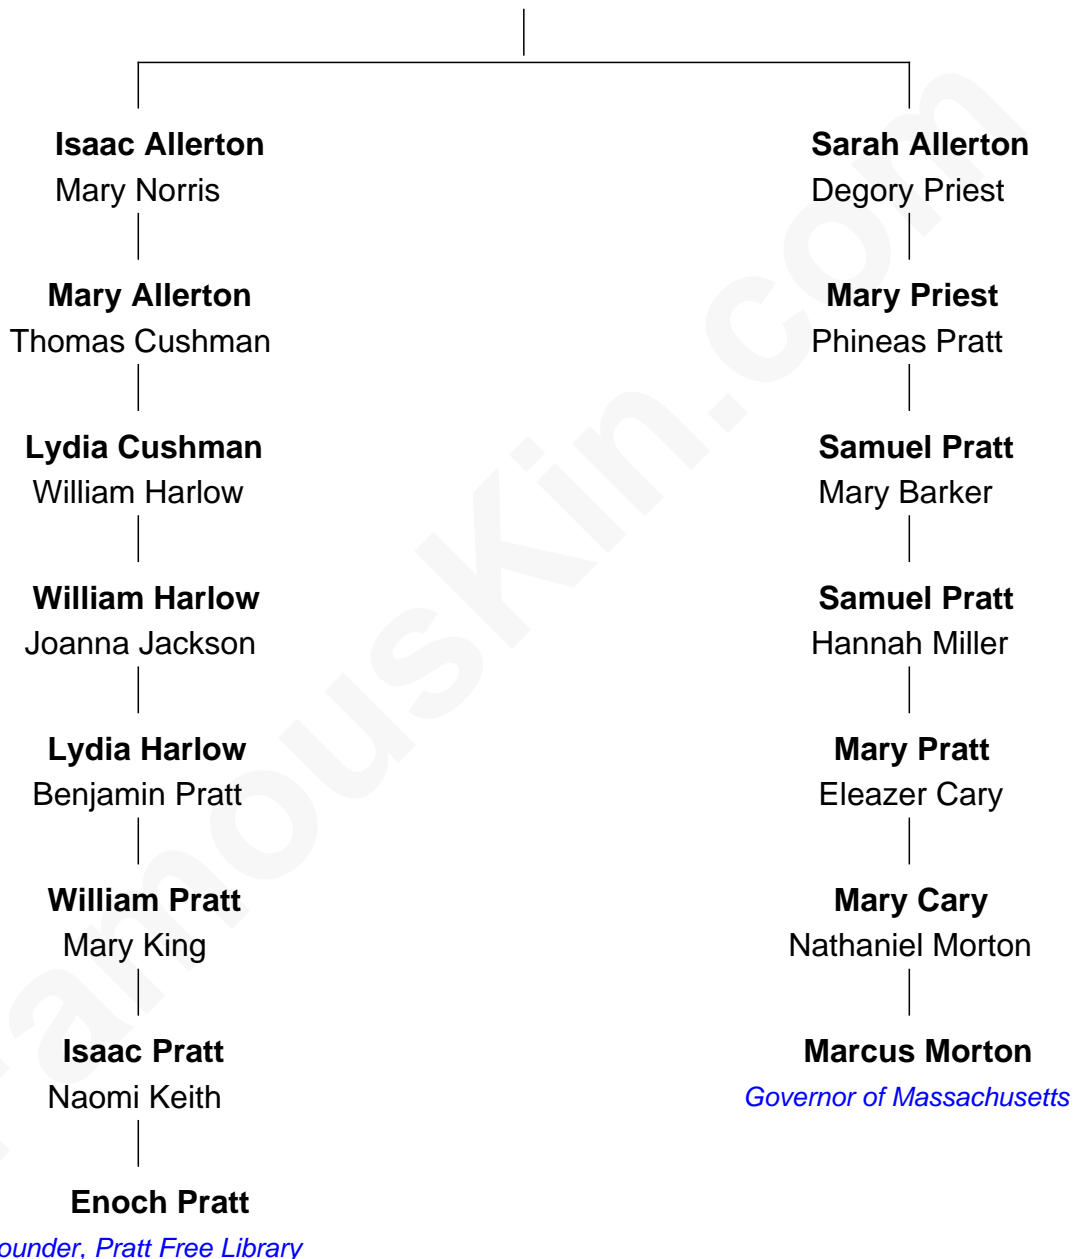 Isaac Allerton
Mary Norris
Sarah Allerton
Degory Priest
Mary Allerton
Thomas Cushman
Mary Priest
Phineas Pratt
Lydia Cushman
William Harlow
Samuel Pratt
Mary Barker
William Harlow
Joanna Jackson
Samuel Pratt
Hannah Miller
Lydia Harlow
Benjamin Pratt
Mary Pratt
Eleazer Cary
William Pratt
Mary King
Mary Cary
Nathaniel Morton
Isaac Pratt
Naomi Keith
Marcus Morton
Governor of Massachusetts
Enoch Pratt
ounder, Pratt Free Library
FamousKin.com